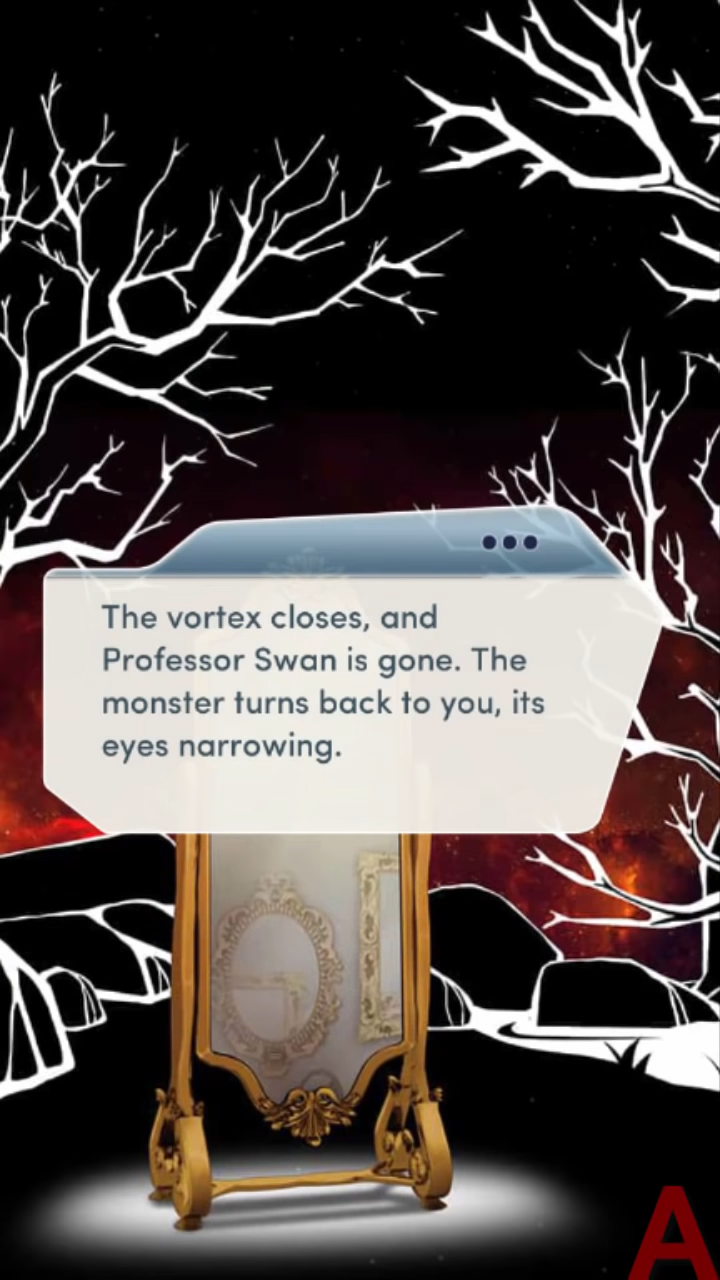 •••
The vortex closes, and
Professor Swan is gone. The
monster turns back to you, its
eyes narrowing.
A